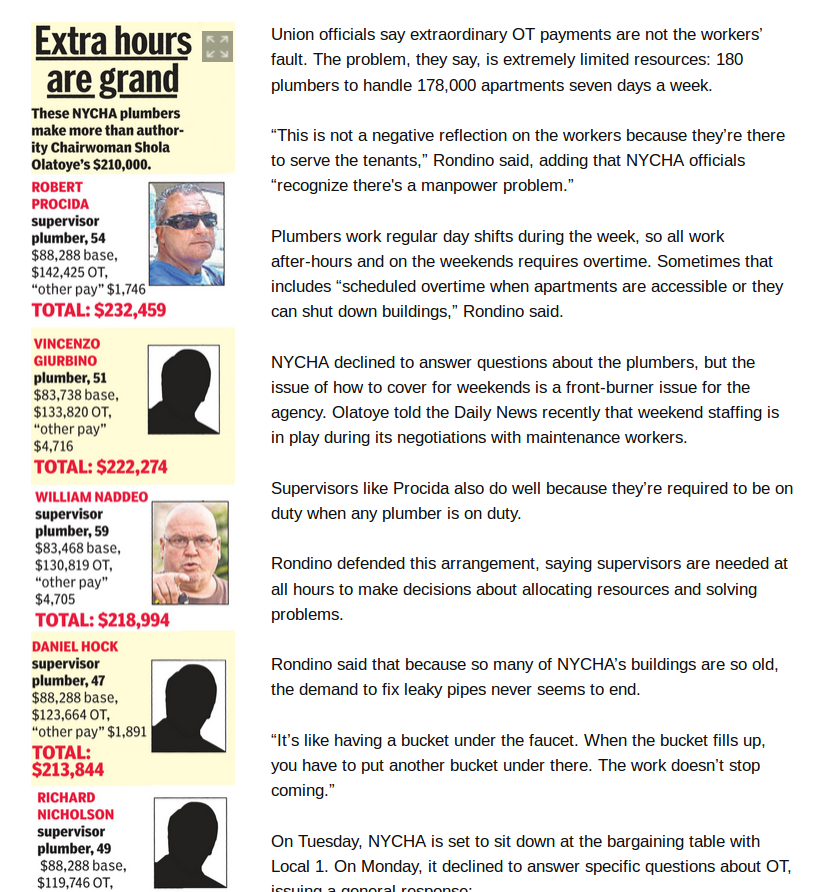 Extra hours
are grand
These NYCHA plumbers
make more than author-
ity Chairwoman Shola
Olatoye's $210,000.
ROBERT
PROCIDA
supervisor
plumber, 54
$88,288 base,
$142,425 OT,
“other pay” $1,746
TOTAL: $232,459
VINCENZO
GIURBINO
plumber, 51
$83,738 base,
$133,820 OT,
“other pay”
$4,716
TOTAL: $222,274
WILLIAM NADDEO
supervisor
plumber, 59
$83,468 base,
$130,819 OT,
“other pay”
$4,705
TOTAL: $218,994
DANIEL HOCK
supervisor
plumber, 47
$88,288 base,
$123,664 OT,
“other pay” $1,891
TOTAL:
$213,844
RICHARD
NICHOLSON
supervisor
plumber, 49
$88,288 base,
$119,746 OT,
Union officials say extraordinary OT payments are not the workers’
fault. The problem, they say, is extremely limited resources: 180
plumbers to handle 178,000 apartments seven days a week.
“This is not a negative reflection on the workers because they’re there
to serve the tenants,” Rondino said, adding that NYCHA officials
“recognize there's a manpower problem.”
Plumbers work regular day shifts during the week, so all work
after-hours and on the weekends requires overtime. Sometimes that
includes “scheduled overtime when apartments are accessible or they
can shut down buildings,” Rondino said.
NYCHA declined to answer questions about the plumbers, but the
issue of how to cover for weekends is a front-burner issue for the
agency. Olatoye told the Daily News recently that weekend staffing is
in play during its negotiations with maintenance workers.
Supervisors like Procida also do well because they’re required to be on
duty when any plumber is on duty.
Rondino defended this arrangement, saying supervisors are needed at
all hours to make decisions about allocating resources and solving
problems.
Rondino said that because so many of NYCHA’s buildings are so old,
the demand to fix leaky pipes never seems to end.
“It’s like having a bucket under the faucet. When the bucket fills up,
you have to put another bucket under there. The work doesn’t stop
coming.”
On Tuesday, NYCHA is set to sit down at the bargaining table with
Local 1. On Monday, it declined to answer specific questions about OT,
issuing a general response: